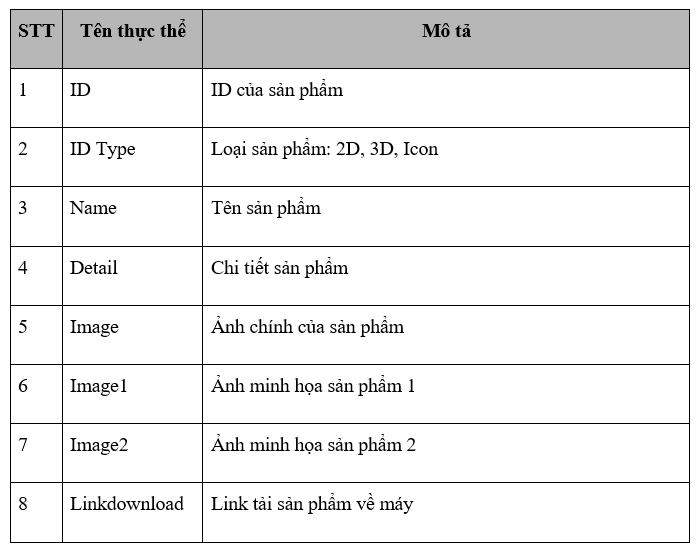 STT Tên thực thể Mô tả
1 ID ID của sản phẩm
2 ID Type Loại sản phẩm: 2D, 3D, Icon
3 Name Tên sản phẩm
4 Detail Chi tiết sản phẩm
5 Image Ảnh chính của sản phẩm
6 Image1 Ảnh minh họa sản phẩm 1
7 Image2 Ảnh minh họa sản phẩm 2
8 Linkdownload Link tải sản phẩm về máy